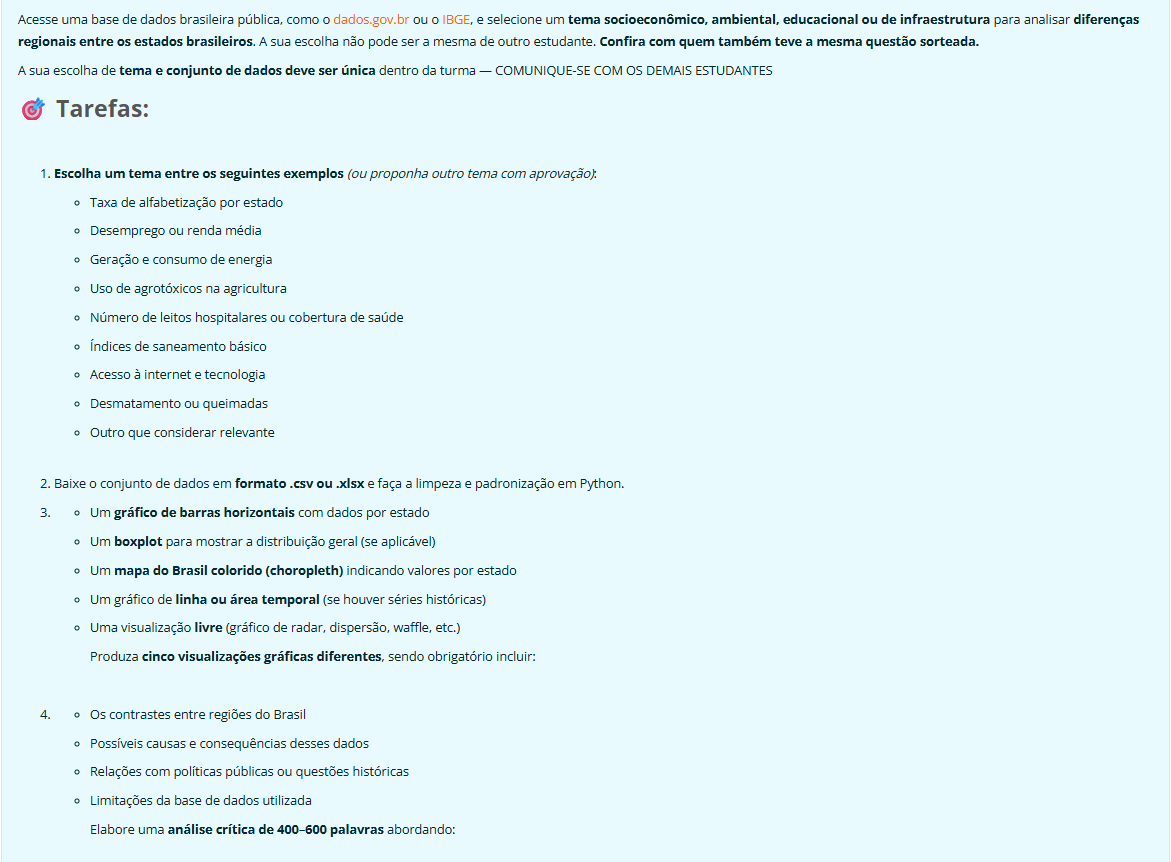 Acesse uma base de dados brasileira pública, como o dados.gov.br ou o IBGE, e selecione um tema socioeconômico, ambiental, educacional ou de infraestrutura para analisar diferenças
regionais entre os estados brasileiros. A sua escolha não pode ser a mesma de outro estudante. Confira com quem também teve a mesma questão sorteada.
A sua escolha de tema e conjunto de dados deve ser única dentro da turma — COMUNIQUE-SE COM OS DEMAIS ESTUDANTES
🎯 Tarefas:
1. Escolha um tema entre os seguintes exemplos (ou proponha outro tema com aprovação):
◦ Taxa de alfabetização por estado
◦ Desemprego ou renda média
◦ Geração e consumo de energia
◦ Uso de agrotóxicos na agricultura
◦ Número de leitos hospitalares ou cobertura de saúde
◦ Índices de saneamento básico
◦ Acesso à internet e tecnologia
◦ Desmatamento ou queimadas
◦ Outro que considerar relevante
2. Baixe o conjunto de dados em formato .csv ou .xlsx e faça a limpeza e padronização em Python.
3. ◦ Um gráfico de barras horizontais com dados por estado
◦ Um boxplot para mostrar a distribuição geral (se aplicável)
◦ Um mapa do Brasil colorido (choropleth) indicando valores por estado
◦ Um gráfico de linha ou área temporal (se houver séries históricas)
◦ Uma visualização livre (gráfico de radar, dispersão, waffle, etc.)
Produza cinco visualizações gráficas diferentes, sendo obrigatório incluir:
4. ◦ Os contrastes entre regiões do Brasil
◦ Possíveis causas e consequências desses dados
◦ Relações com políticas públicas ou questões históricas
◦ Limitações da base de dados utilizada
Elabore uma análise crítica de 400–600 palavras abordando: